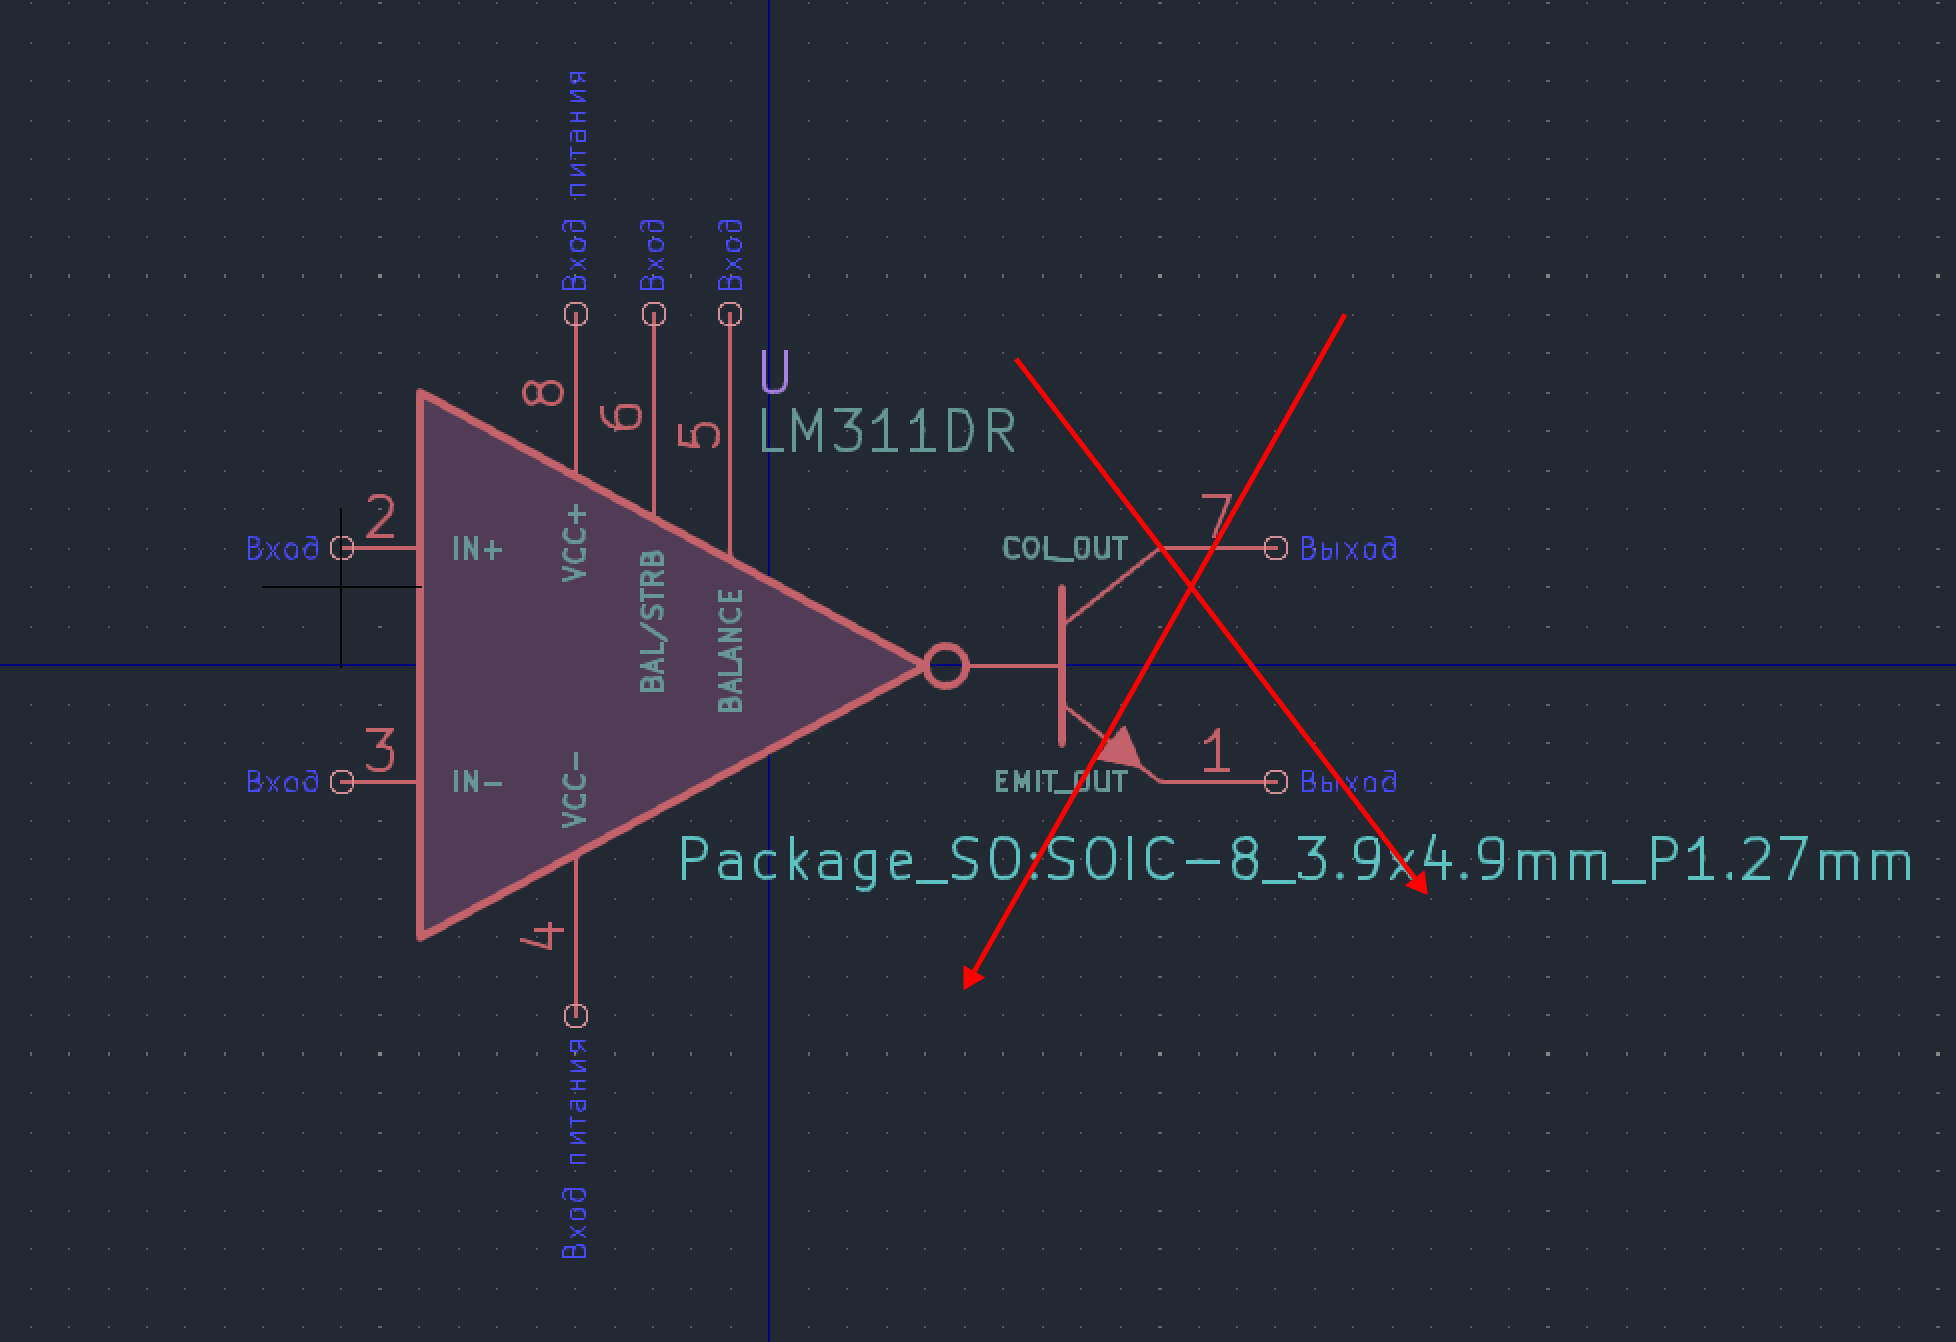 Вход питания
Вход
Вход
8
6
5
U
LM311DR
2
Вход
IN+
VCC+
BAL/STRB
BALANCE
COL_OUT
7
Выход
3
Вход
IN-
VCC-
EMIT_OUT
1
Выход
Package_SO:SOIC-8_3.9x4.9mm_P1.27mm
4
Вход питания